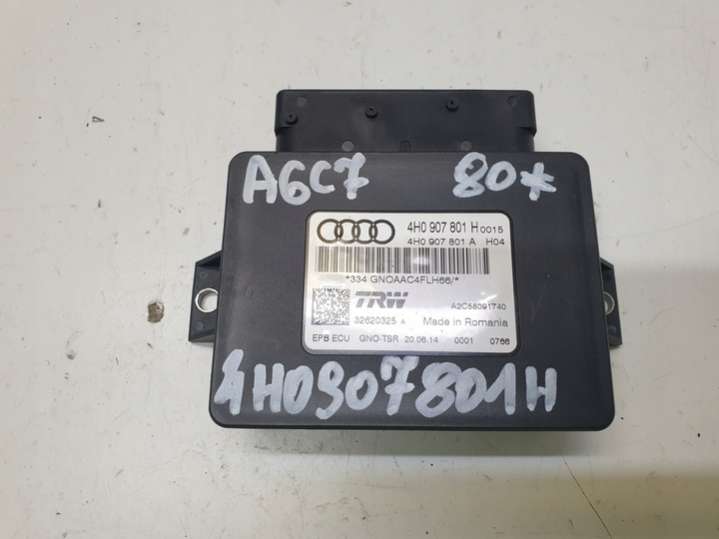 A6C7 80*
4H0 907 801 H 0015
4H0 907 801 A H04
*334 GNOAAC4FLH66/*
TRW A2C58091740
32620325 A Made in Romania
EPB ECU GNO-TSR 20.06.14 0001 0766
4H0907801H